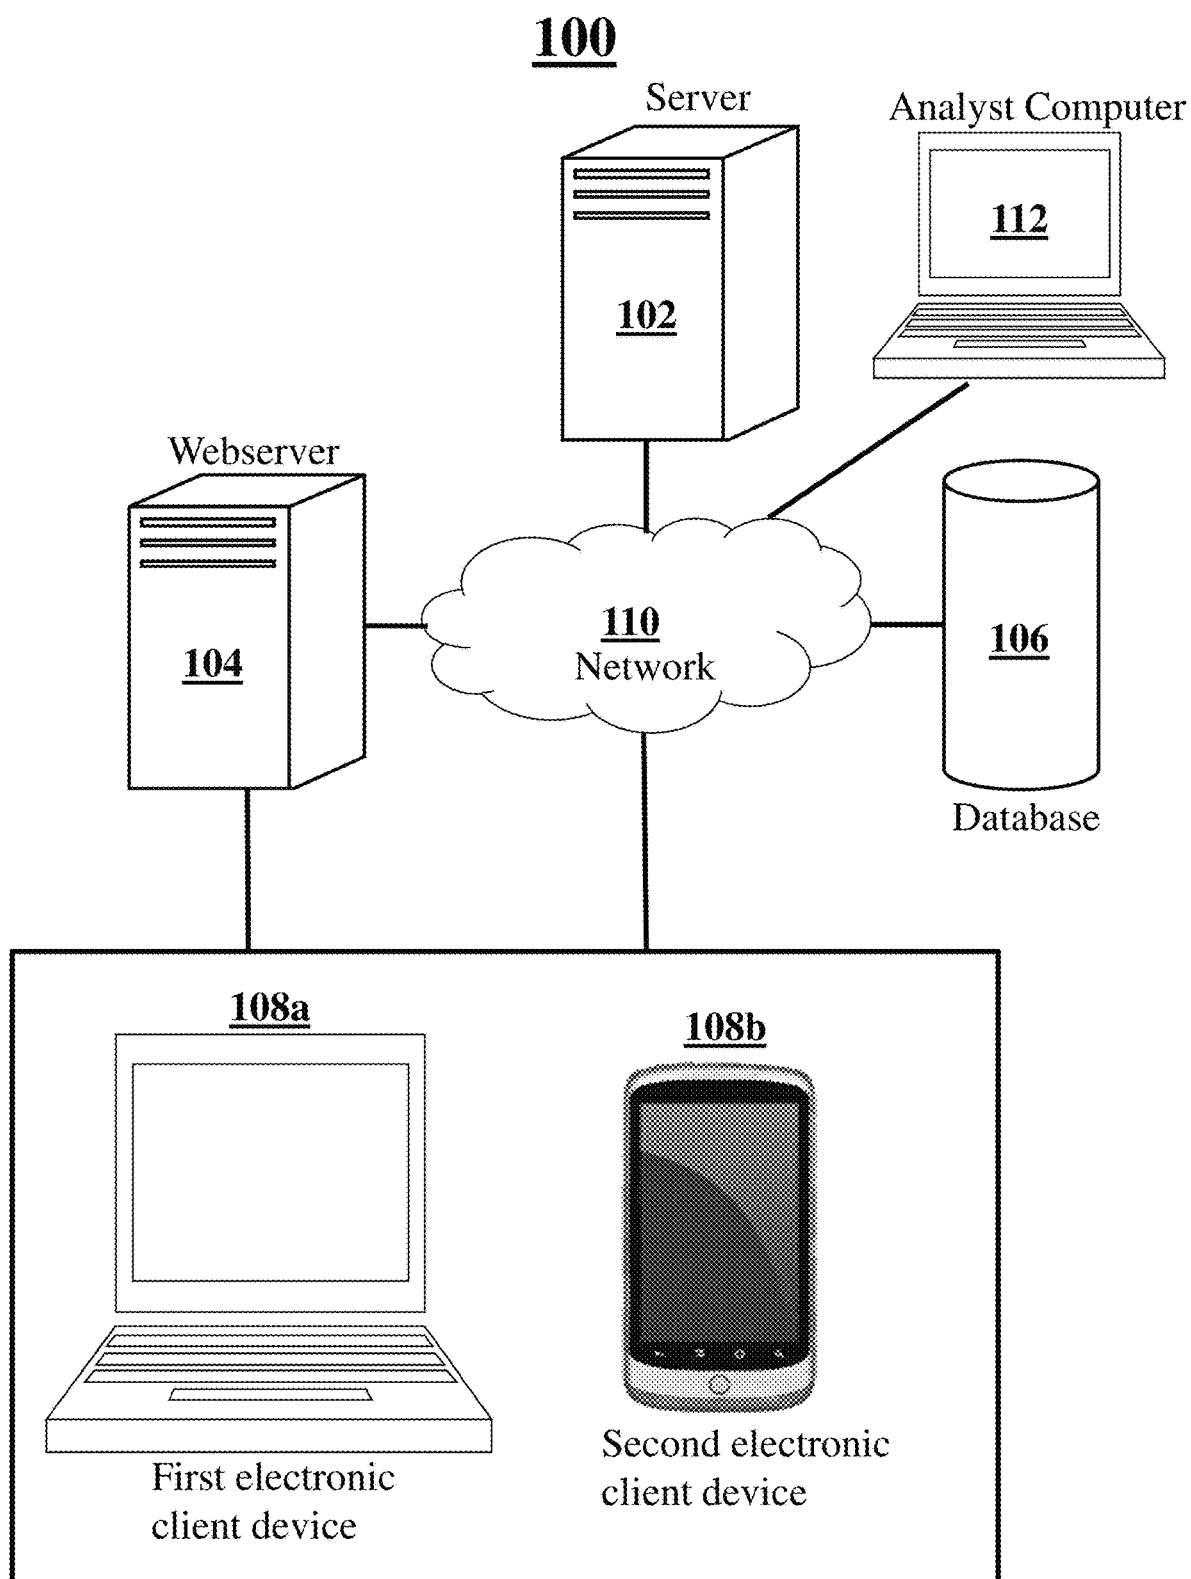 100
Server
Analyst Computer
112
102
Webserver
104
110
Network
106
Database
108a
108b
First electronic
client device
Second electronic
client device